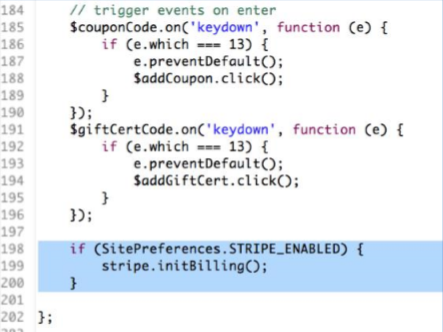 184 // trigger events on enter
185 $couponCode.on('keydown', function (e) {
186 if (e.which === 13) {
187 e.preventDefault();
188 $addCoupon.click();
189 }
190 });
191 $giftCertCode.on('keydown', function (e) {
192 if (e.which === 13) {
193 e.preventDefault();
194 $addGiftCert.click();
195 }
196 });
197
198 if (SitePreferences.STRIPE_ENABLED) {
199 stripe.initBilling();
200 }
201
202 };